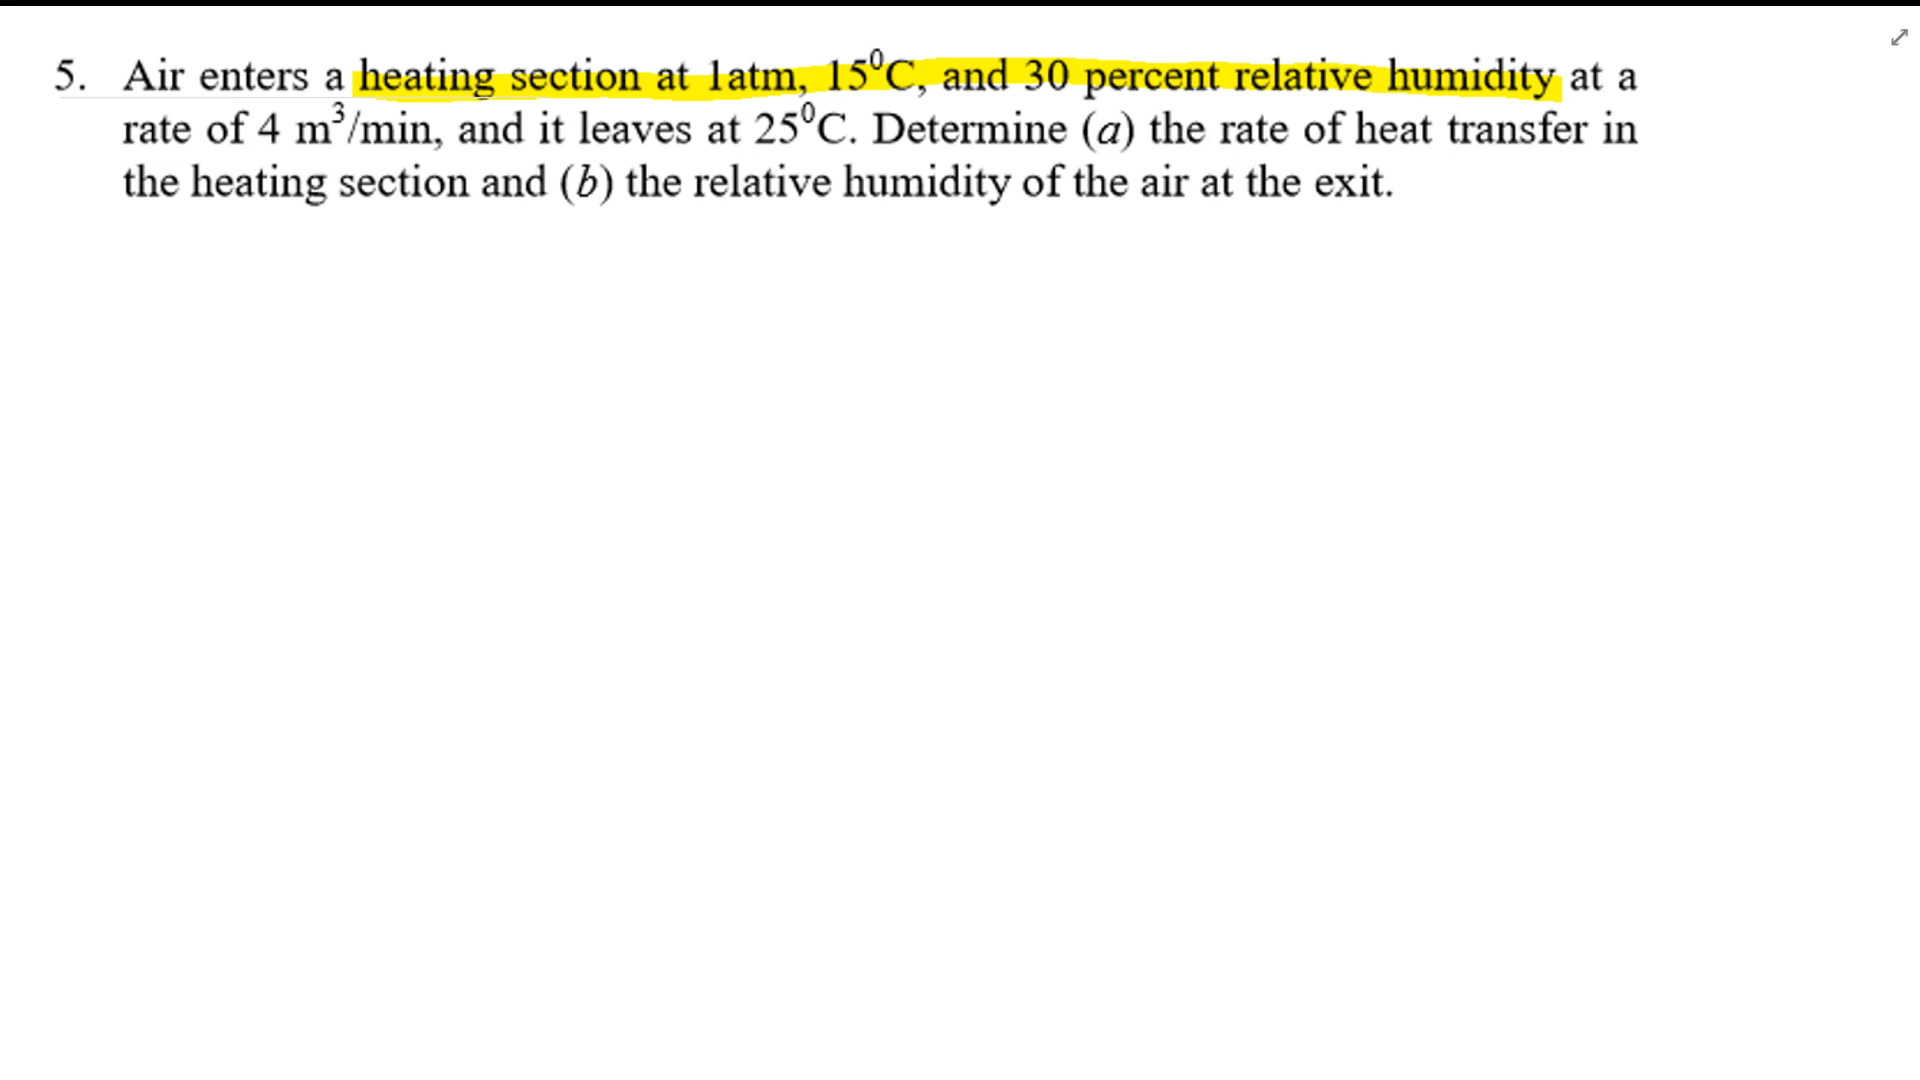 5. Air enters a heating section at 1atm, 15⁰C, and 30 percent relative humidity at a
rate of 4 m³/min, and it leaves at 25⁰C. Determine (a) the rate of heat transfer in
the heating section and (b) the relative humidity of the air at the exit.